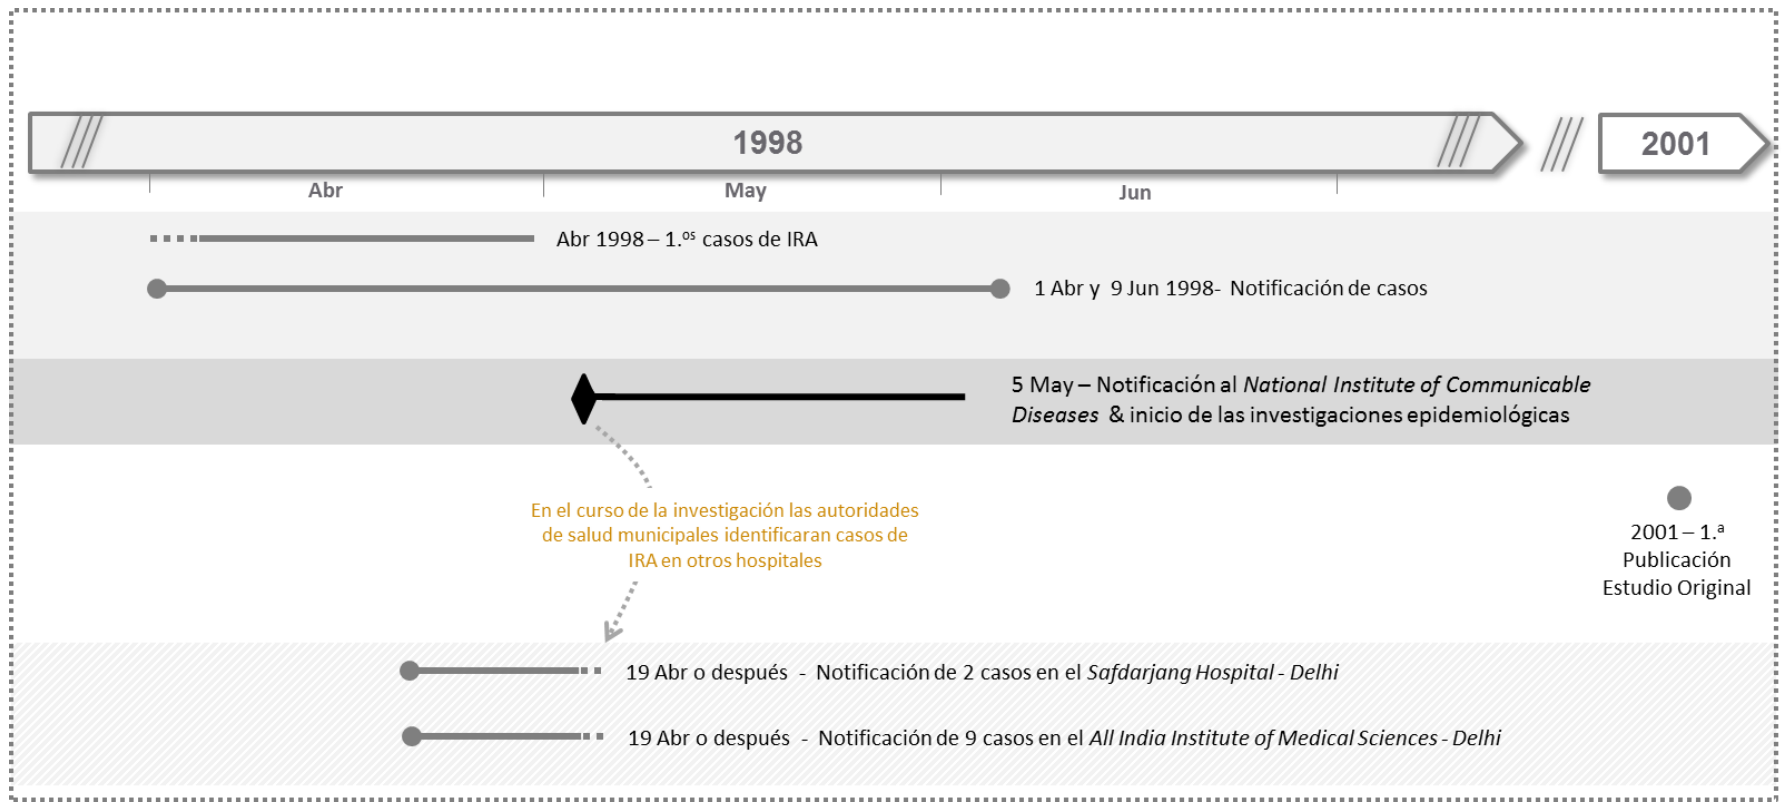 1998
2001
Abr
May
Jun
Abr 1998 – 1.ºˢ casos de IRA
1 Abr y 9 Jun 1998- Notificación de casos
5 May – Notificación al National Institute of Communicable
Diseases & inicio de las investigaciones epidemiológicas
En el curso de la investigación las autoridades
de salud municipales identificaran casos de
IRA en otros hospitales
2001 – 1.ª
Publicación
Estudio Original
19 Abr o después - Notificación de 2 casos en el Safdarjang Hospital - Delhi
19 Abr o después - Notificación de 9 casos en el All India Institute of Medical Sciences - Delhi